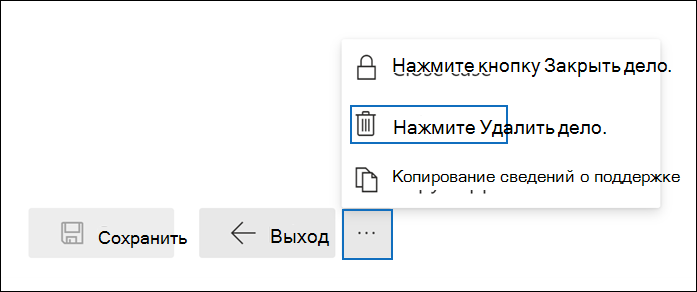 Нажмите кнопку Закрыть дело.
Нажмите Удалить дело.
Копирование сведений о поддержке
Сохранить
Выход
...